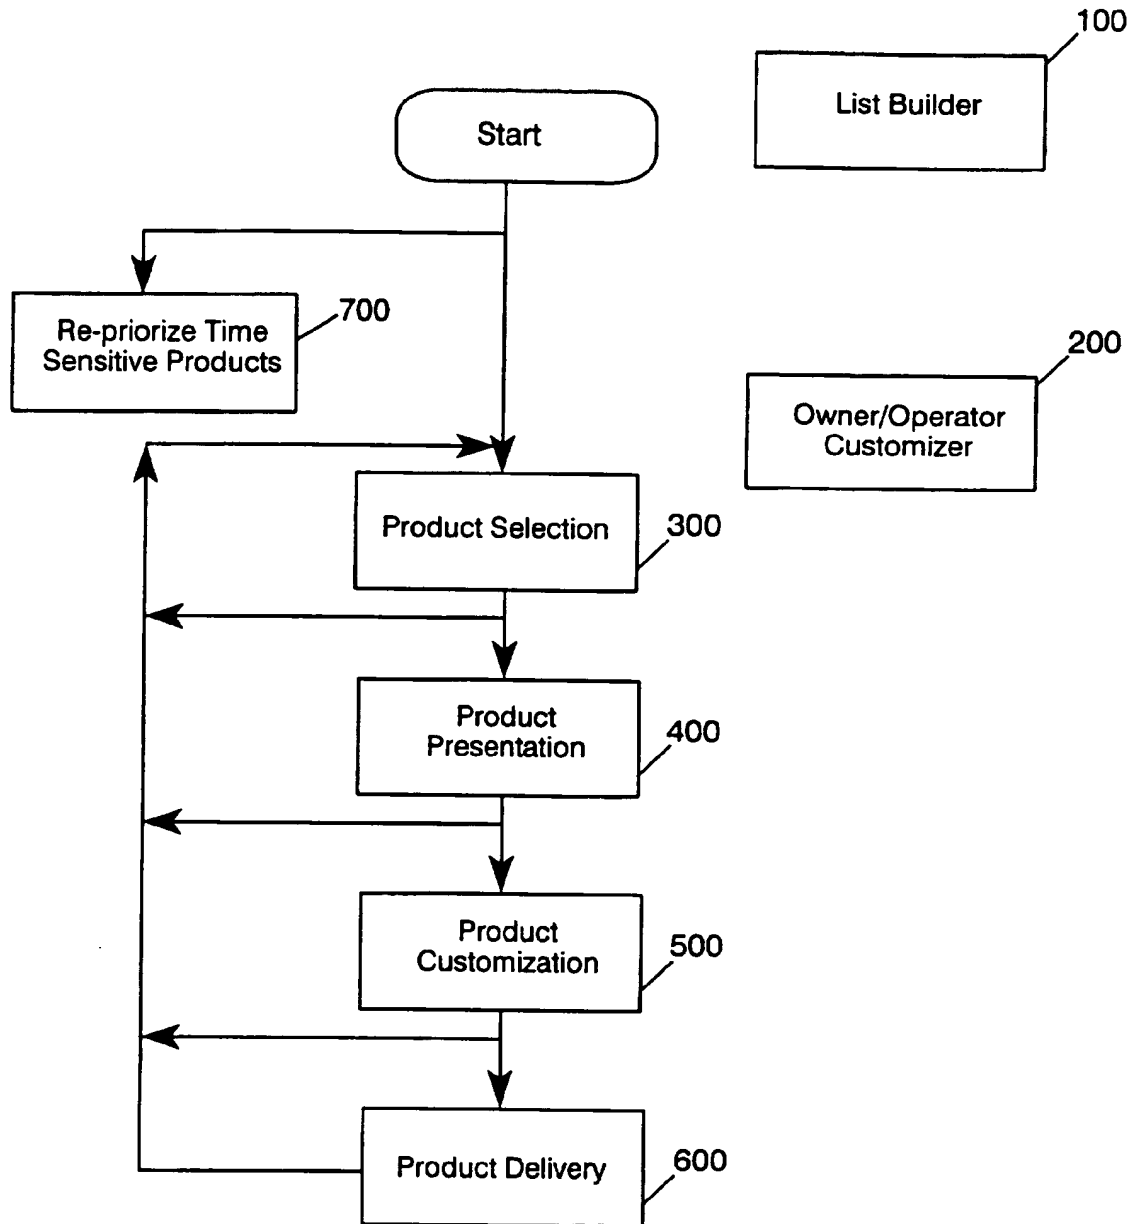 100
List Builder
Start
700
Re-priorize Time
Sensitive Products
200
Owner/Operator
Customizer
Product Selection
300
Product
Presentation
400
Product
Customization
500
Product Delivery
600